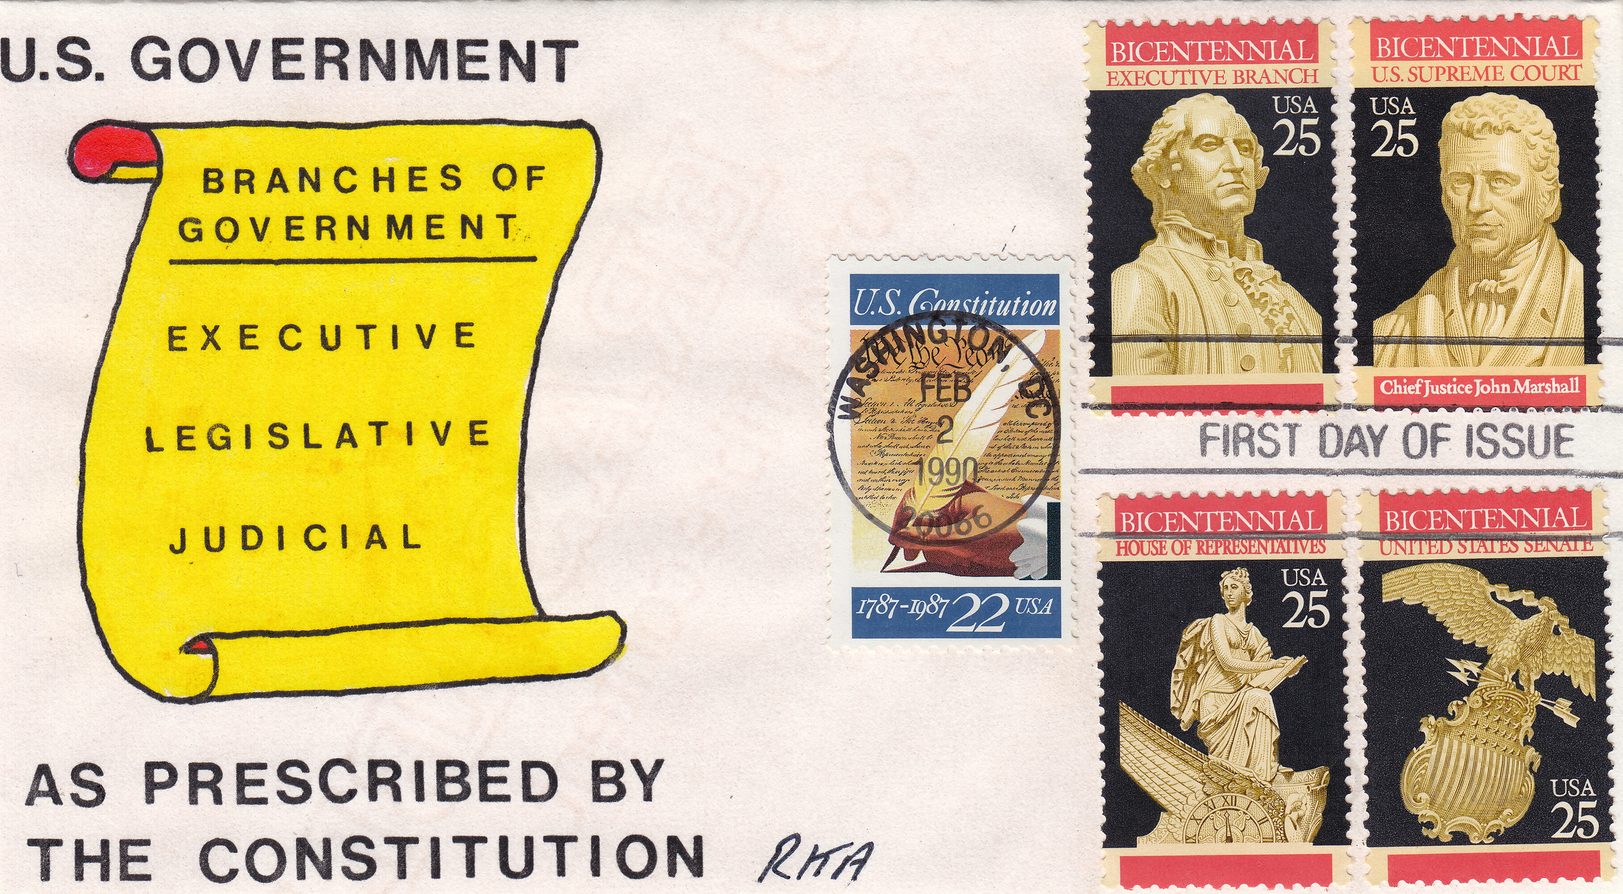 U.S. GOVERNMENT
BRANCHES OF
GOVERNMENT
EXECUTIVE
LEGISLATIVE
JUDICIAL
AS PRESCRIBED BY
THE CONSTITUTION
RITA
U.S. Constitution
We the People
1787-1987 22 USA
WASHINGTON, DC
FEB
2
1990
20066
BICENTENNIAL
EXECUTIVE BRANCH
USA
25
BICENTENNIAL
U.S. SUPREME COURT
USA
25
Chief Justice John Marshall
FIRST DAY OF ISSUE
BICENTENNIAL
HOUSE OF REPRESENTATIVES
USA
25
BICENTENNIAL
UNITED STATES SENATE
USA
25